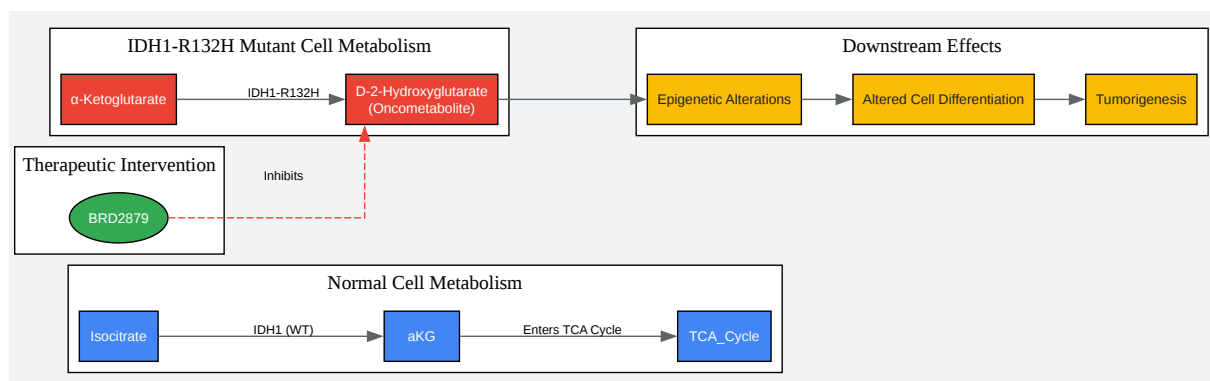 IDH1-R132H Mutant Cell Metabolism
α-Ketoglutarate
IDH1-R132H
D-2-Hydroxyglutarate
(Oncometabolite)
Downstream Effects
Epigenetic Alterations
Altered Cell Differentiation
Tumorigenesis
Therapeutic Intervention
Inhibits
BRD2879
Normal Cell Metabolism
Isocitrate
IDH1 (WT)
aKG
Enters TCA Cycle
TCA_Cycle